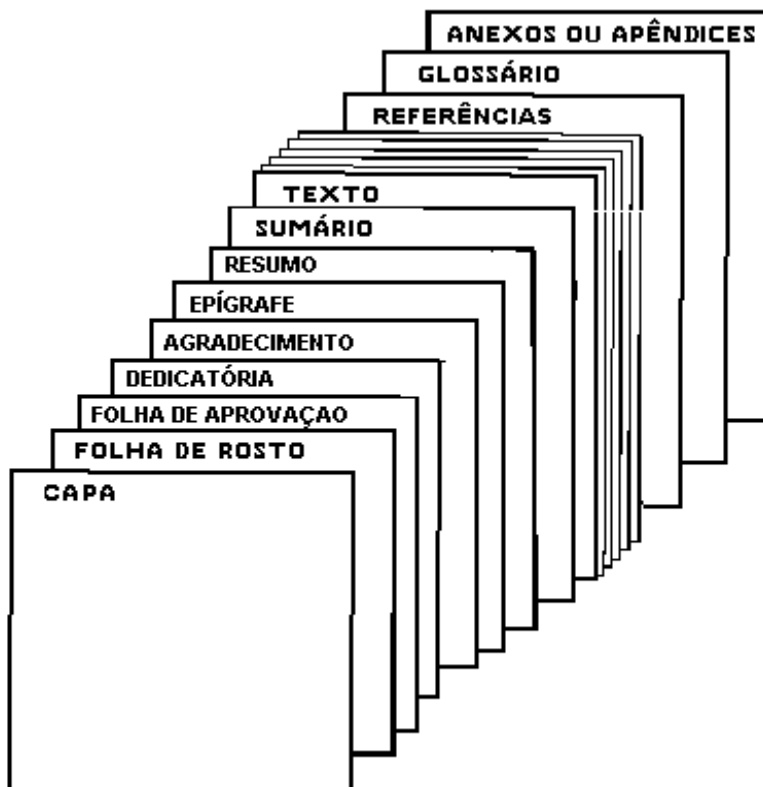 ANEXOS OU APÊNDICES
GLOSSÁRIO
REFERÊNCIAS
TEXTO
SUMÁRIO
RESUMO
EPÍGRAFE
AGRADECIMENTO
DEDICATÓRIA
FOLHA DE APROVAÇAO
FOLHA DE ROSTO
CAPA